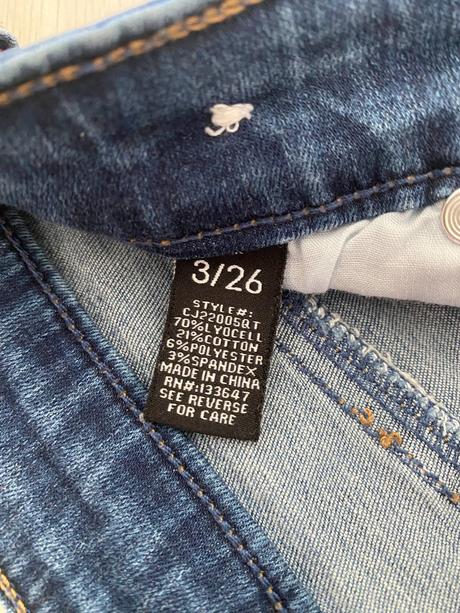 3/26
STYLE#:
CJ22005QT
70%LYOCELL
21%COTTON
6%POLYESTER
3%SPANDEX
MADE IN CHINA
RN#:133647
SEE REVERSE
FOR CARE